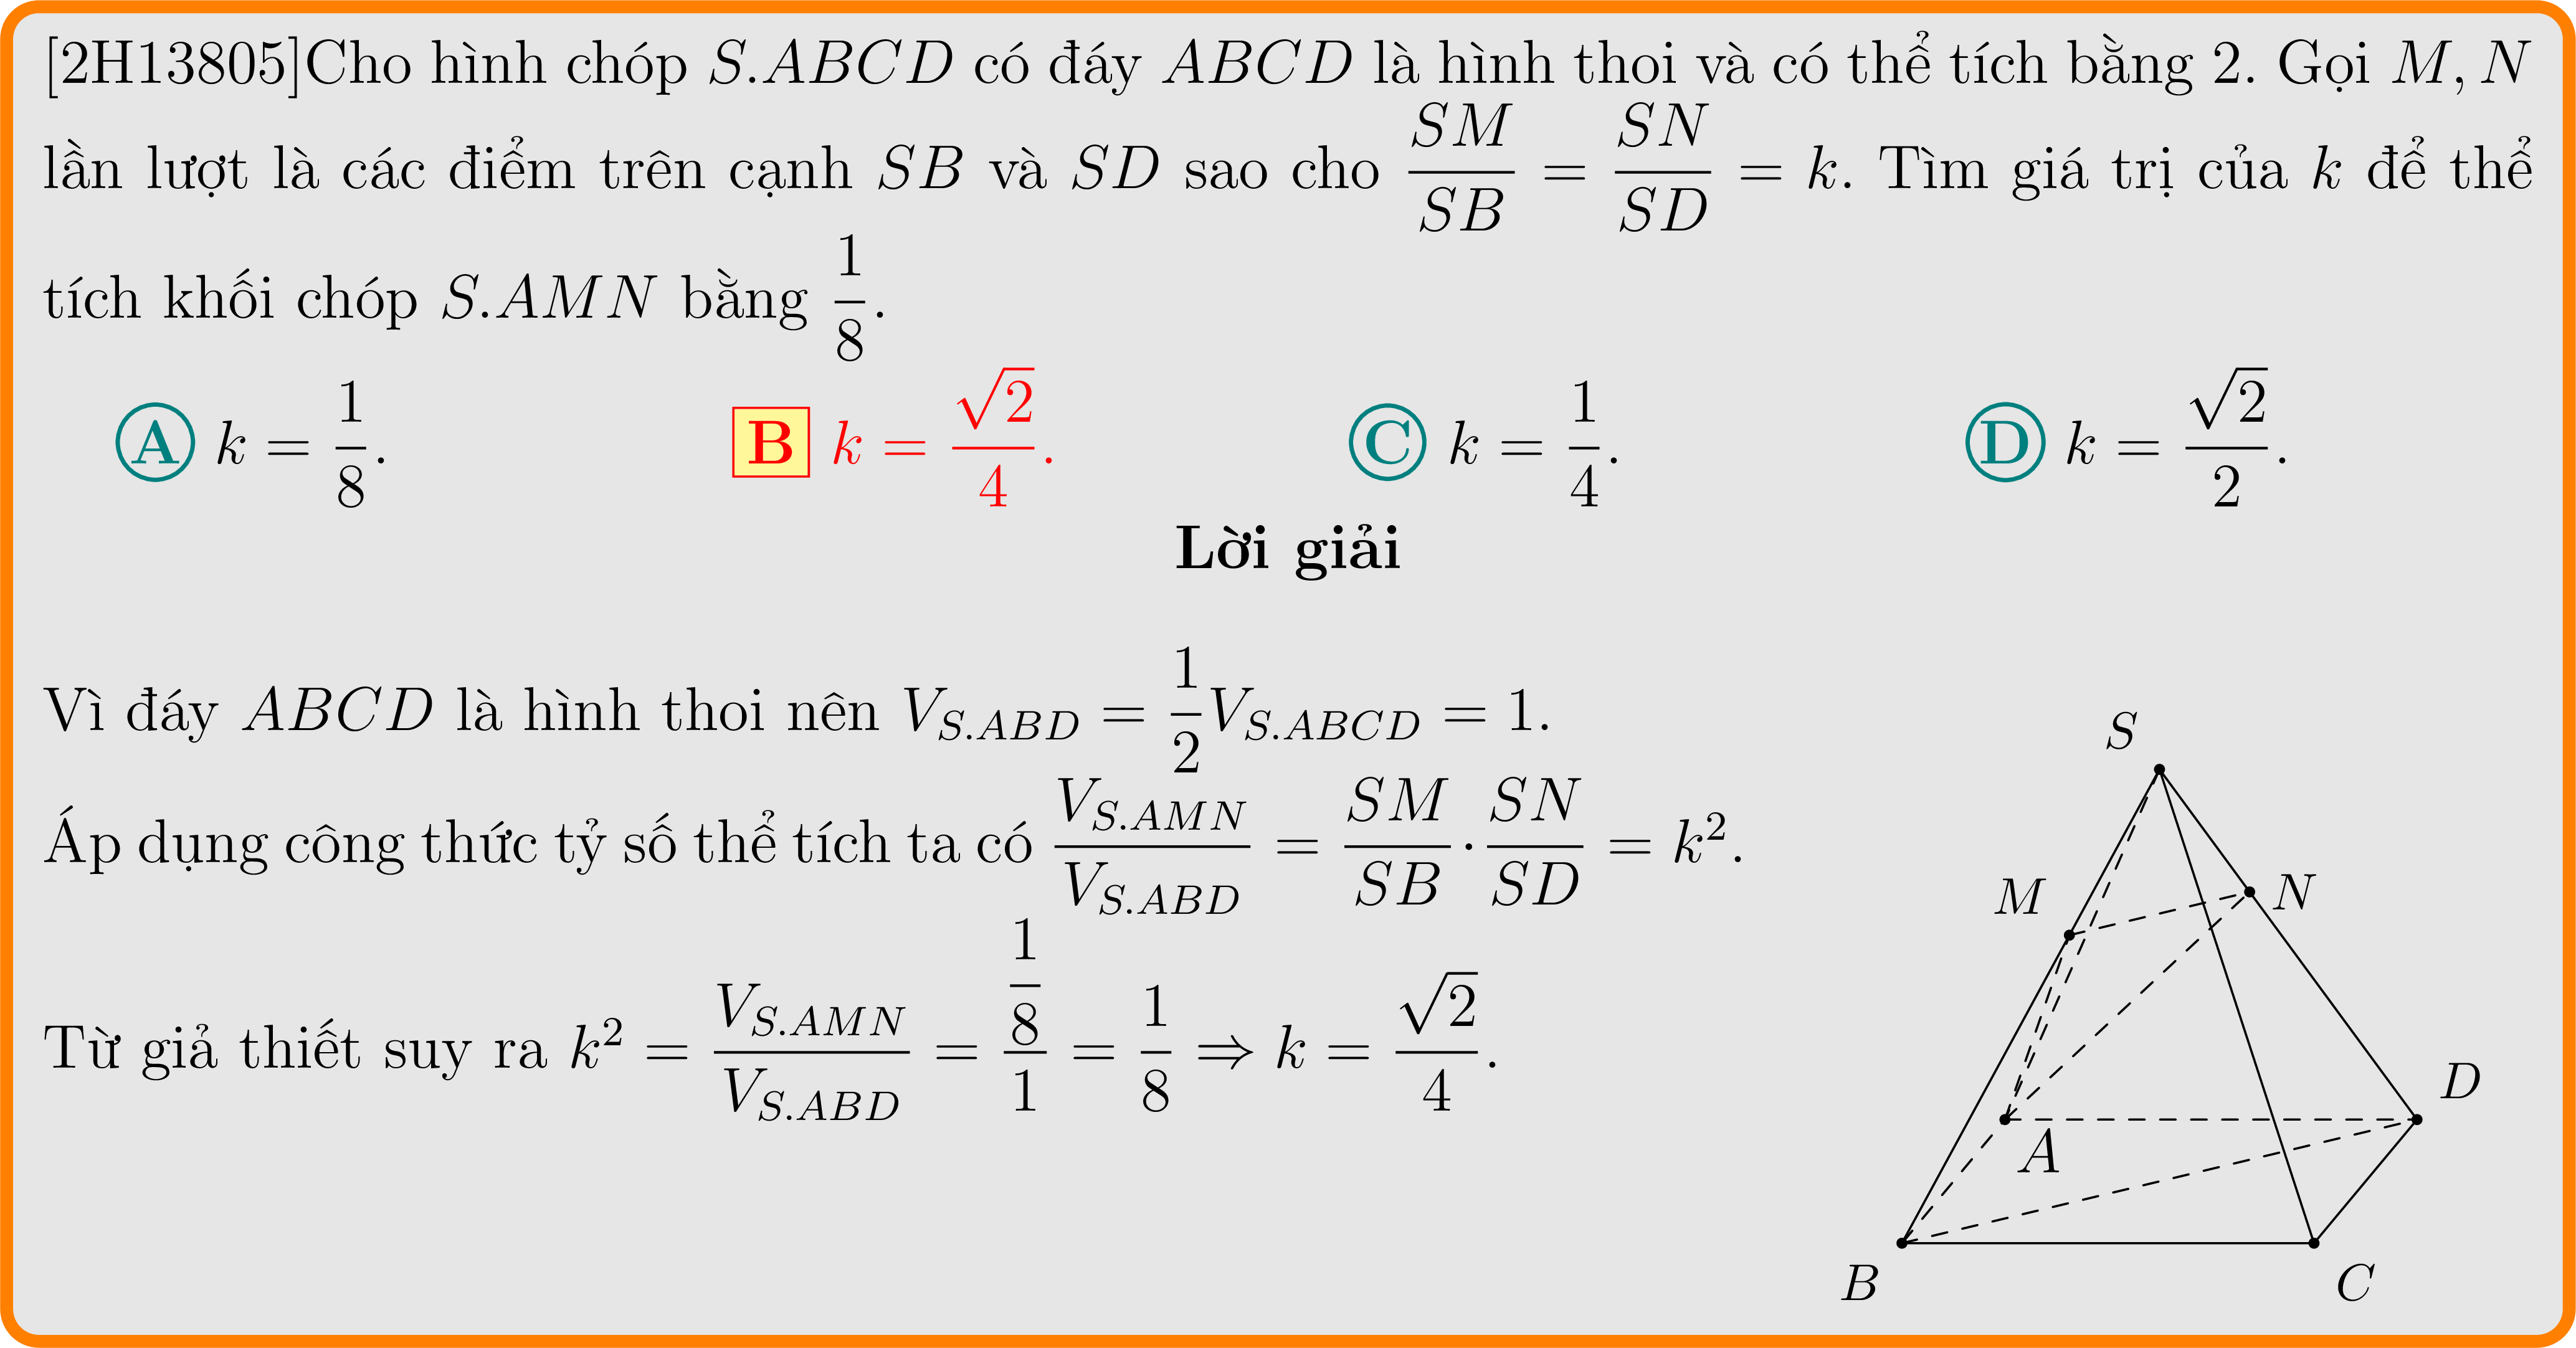 [2H13805]Cho hình chóp S.ABCD có đáy ABCD là hình thoi và có thể tích bằng 2. Gọi M, N
lần lượt là các điểm trên cạnh SB và SD sao cho \frac{SM}{SB} = \frac{SN}{SD} = k. Tìm giá trị của k để thể
tích khối chóp S.AMN bằng \frac{1}{8}.
A k = \frac{1}{8}. B k = \frac{\sqrt{2}}{4}. C k = \frac{1}{4}. D k = \frac{\sqrt{2}}{2}.
Lời giải
Vì đáy ABCD là hình thoi nên V_{S.ABD} = \frac{1}{2}V_{S.ABCD} = 1.
Áp dụng công thức tỷ số thể tích ta có \frac{V_{S.AMN}}{V_{S.ABD}} = \frac{SM}{SB} \cdot \frac{SN}{SD} = k^2.
Từ giả thiết suy ra k^2 = \frac{V_{S.AMN}}{V_{S.ABD}} = \frac{\frac{1}{8}}{1} = \frac{1}{8} ⇒ k = \frac{\sqrt{2}}{4}.
S
M N
D
A
B C